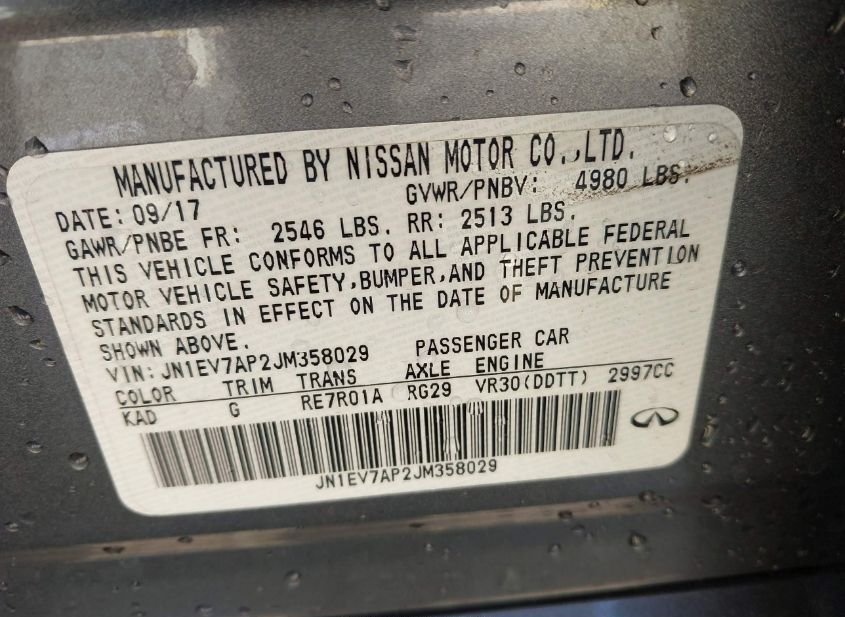 MANUFACTURED BY NISSAN MOTOR CO.,LTD.
DATE: 09/17 GVWR/PNBV: 4980 LBS.
GAWR/PNBE FR: 2546 LBS. RR: 2513 LBS.
THIS VEHICLE CONFORMS TO ALL APPLICABLE FEDERAL
MOTOR VEHICLE SAFETY,BUMPER,AND THEFT PREVENTION
STANDARDS IN EFFECT ON THE DATE OF MANUFACTURE
SHOWN ABOVE.
VIN: JN1EV7AP2JM358029 PASSENGER CAR
COLOR TRIM TRANS AXLE ENGINE
KAD G RE7R01A RG29 VR30(DDTT) 2997CC
JN1EV7AP2JM358029